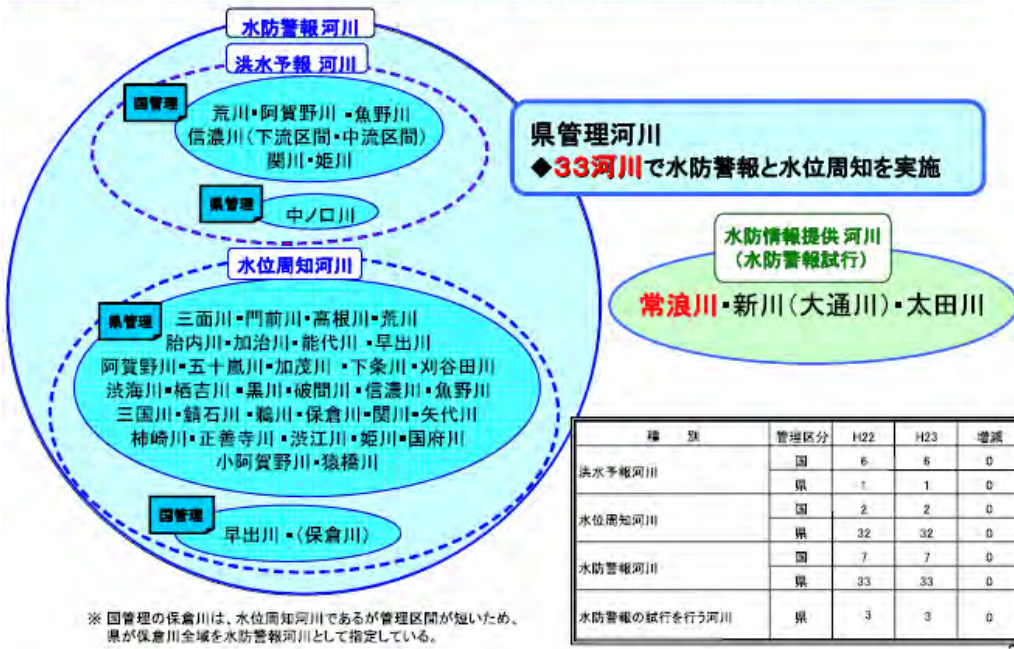 水防警報河川
洪水予報 河川
国管理
荒川・阿賀野川 ・魚野川
信濃川(下流区間・中流区間)
関川・姫川
県管理
中ノ口川
水位周知河川
県管理
三面川・門前川・高根川・荒川
胎内川・加治川・能代川 ・早出川
阿賀野川・五十嵐川・加茂川 ・下条川・刈谷田川
渋海川・栖吉川 ・黒川・破間川・信濃川・魚野川
三国川・鯖石川 ・鵜川・保倉川・関川・矢代川
柿崎川・正善寺川 ・渋江川・姫川・国府川
小阿賀野川・猿橋川
国管理
早出川 ・(保倉川)
※ 国管理の保倉川は、水位周知河川であるが管理区間が短いため、
県が保倉川全域を水防警報河川として指定している。
県管理河川
◆33河川で水防警報と水位周知を実施
水防情報提供 河川
(水防警報試行)
常浪川・新川(大通川)・太田川
種 別 管理区分 H22 H23 増減
洪水予報河川 国 6 6 0
県 1 1 0
水位周知河川 国 2 2 0
県 32 32 0
水防警報河川 国 7 7 0
県 33 33 0
水防警報の試行を行う河川 県 3 3 0